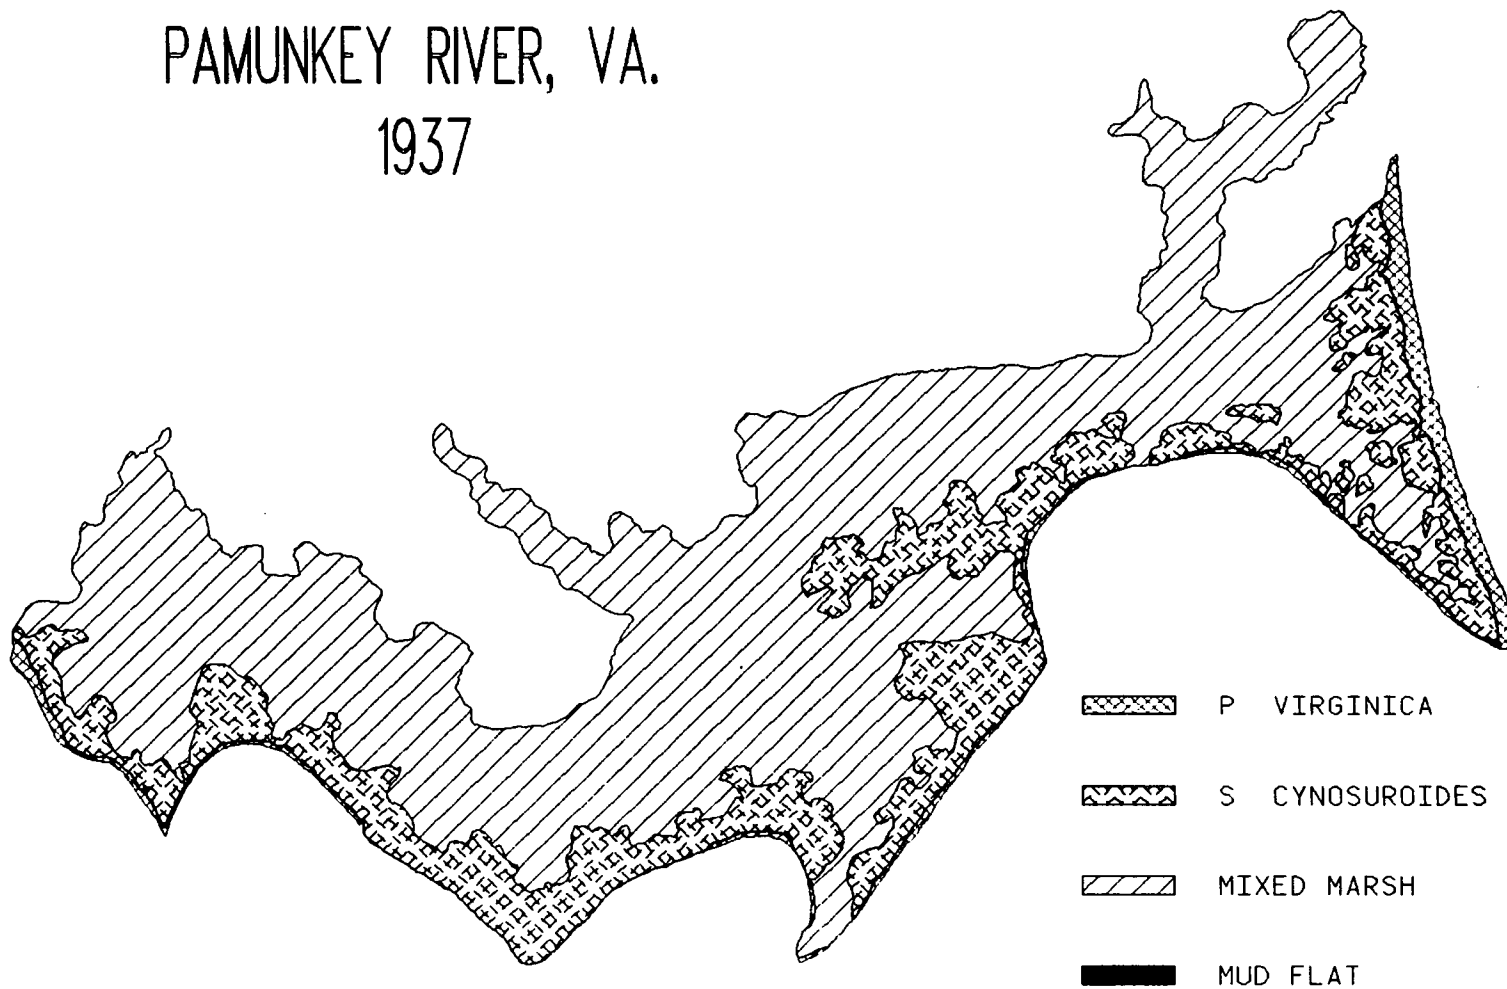 PAMUNKEY RIVER, VA.
1937
P VIRGINICA
S CYNOSUROIDES
MIXED MARSH
MUD FLAT